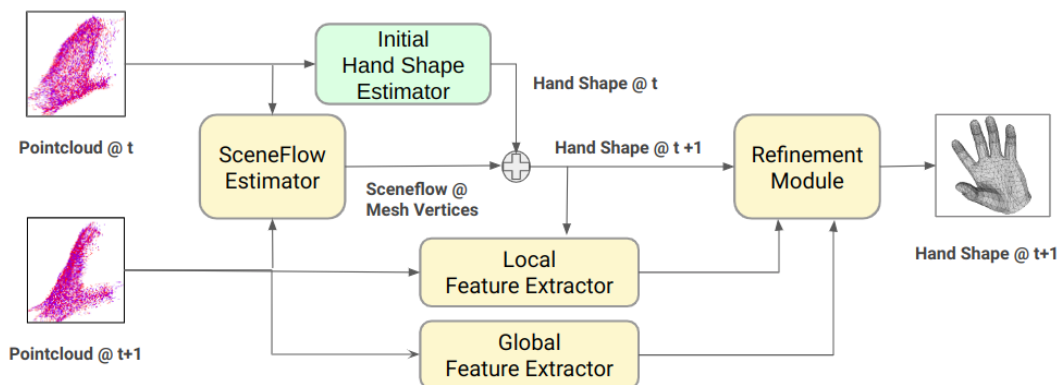 Initial
Hand Shape
Estimator
Hand Shape @ t
Pointcloud @ t
SceneFlow
Estimator
Hand Shape @ t +1
Sceneflow @
Mesh Vertices
Refinement
Module
Hand Shape @ t+1
Local
Feature Extractor
Pointcloud @ t+1
Global
Feature Extractor